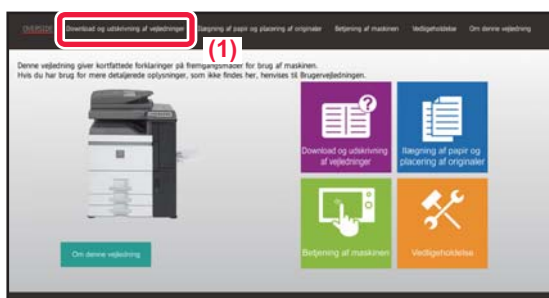 OVERSIDE Download og udskrivning af vejledninger Ilægning af papir og placering af originaler Betjening af maskinen Vedligeholdelse Om denne vejledning
(1)
Denne vejledning giver kortfattede forklaringer på fremgangsmåder for brug af maskinen.
Hvis du har brug for mere detaljerede oplysninger, som ikke findes her, henvises til Brugervejledningen.
Download og udskrivning
af vejledninger
Ilægning af papir og
placering af originaler
Om denne vejledning
Betjening af maskinen
Vedligeholdelse